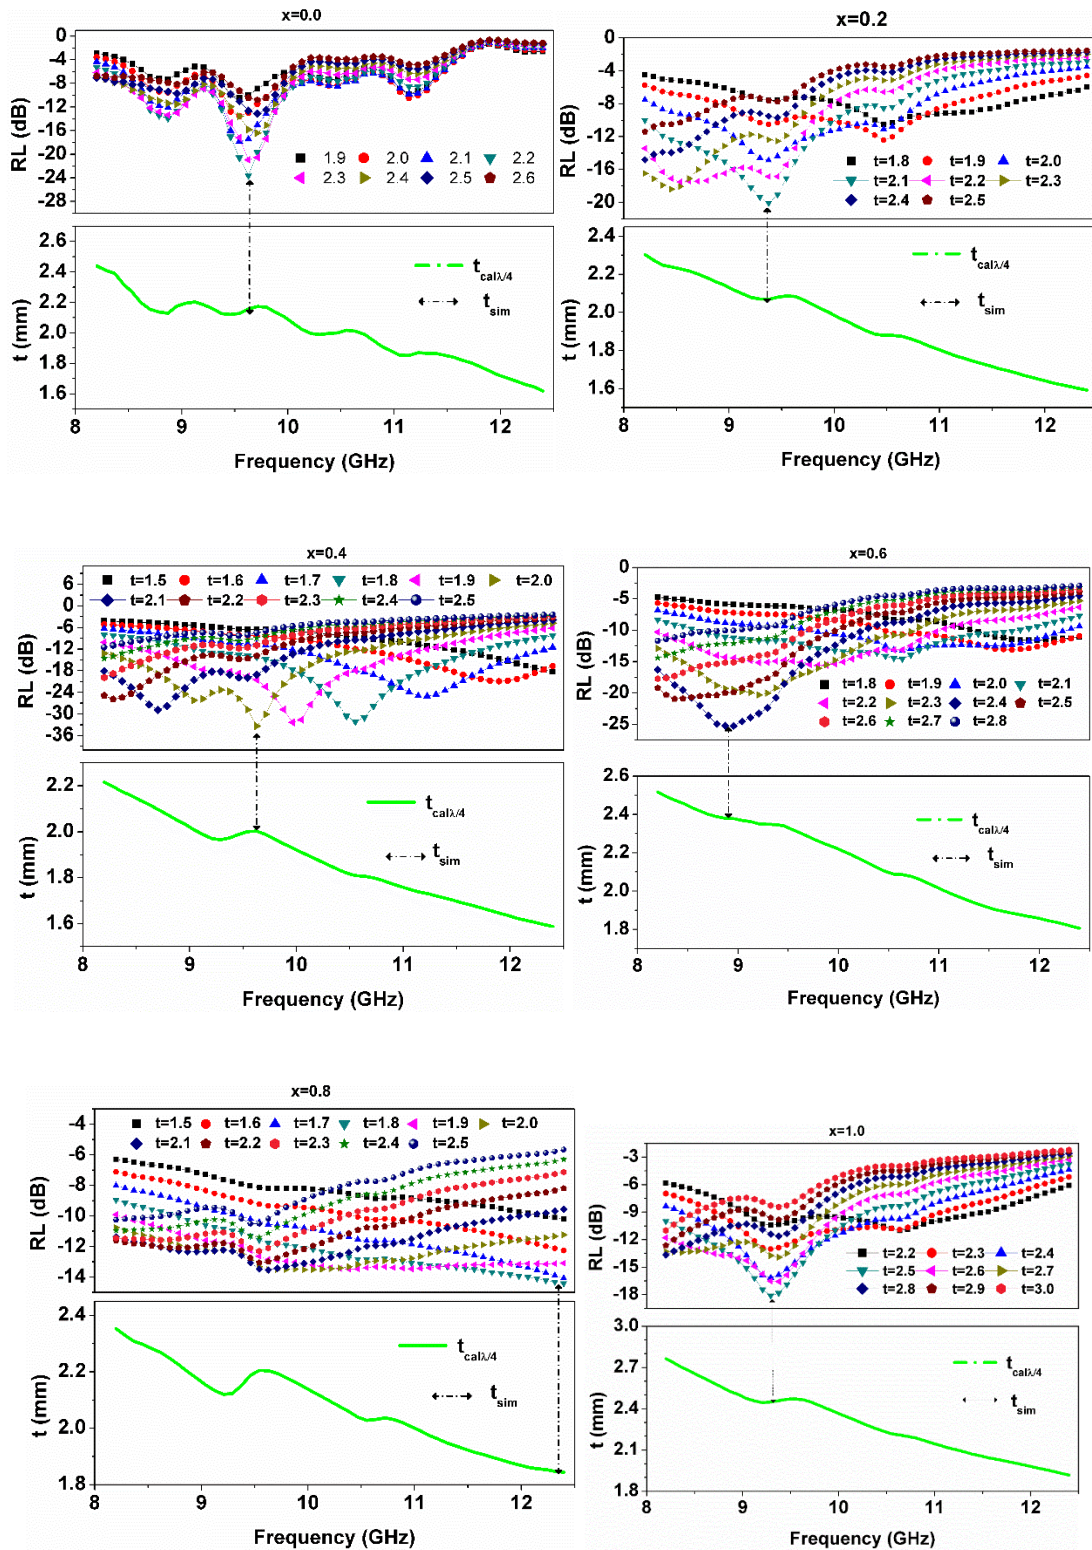 x=0.0
0
-4
-8
-12
-16
-20
-24
-28
RL (dB)
1.9 2.0 2.1 2.2
2.3 2.4 2.5 2.6
2.6
2.4
2.2
2.0
1.8
1.6
t (mm)
tcalλ/4
tsim
8 9 10 11 12
Frequency (GHz)
x=0.2
0
-4
-8
-12
-16
-20
RL (dB)
t=1.8 t=1.9 t=2.0
t=2.1 t=2.2 t=2.3
t=2.4 t=2.5
2.4
2.2
2.0
1.8
1.6
t (mm)
tcalλ/4
tsim
8 9 10 11 12
Frequency (GHz)
x=0.4
t=1.5 t=1.6 t=1.7 t=1.8 t=1.9 t=2.0
t=2.1 t=2.2 t=2.3 t=2.4 t=2.5
6
0
-6
-12
-18
-24
-30
-36
RL (dB)
2.2
2.0
1.8
1.6
t (mm)
tcalλ/4
tsim
8 9 10 11 12
Frequency (GHz)
x=0.6
0
-5
-10
-15
-20
-25
RL (dB)
t=1.8 t=1.9 t=2.0 t=2.1
t=2.2 t=2.3 t=2.4 t=2.5
t=2.6 t=2.7 t=2.8
2.6
2.4
2.2
2.0
1.8
t (mm)
tcalλ/4
tsim
8 9 10 11 12
Frequency (GHz)
x=0.8
-4
-6
-8
-10
-12
-14
RL (dB)
t=1.5 t=1.6 t=1.7 t=1.8 t=1.9 t=2.0
t=2.1 t=2.2 t=2.3 t=2.4 t=2.5
2.4
2.2
2.0
1.8
t (mm)
tcalλ/4
tsim
8 9 10 11 12
Frequency (GHz)
x=1.0
-3
-6
-9
-12
-15
-18
RL (dB)
t=2.2 t=2.3 t=2.4
t=2.5 t=2.6 t=2.7
t=2.8 t=2.9 t=3.0
3.0
2.7
2.4
2.1
1.8
t (mm)
tcalλ/4
tsim
8 9 10 11 12
Frequency (GHz)